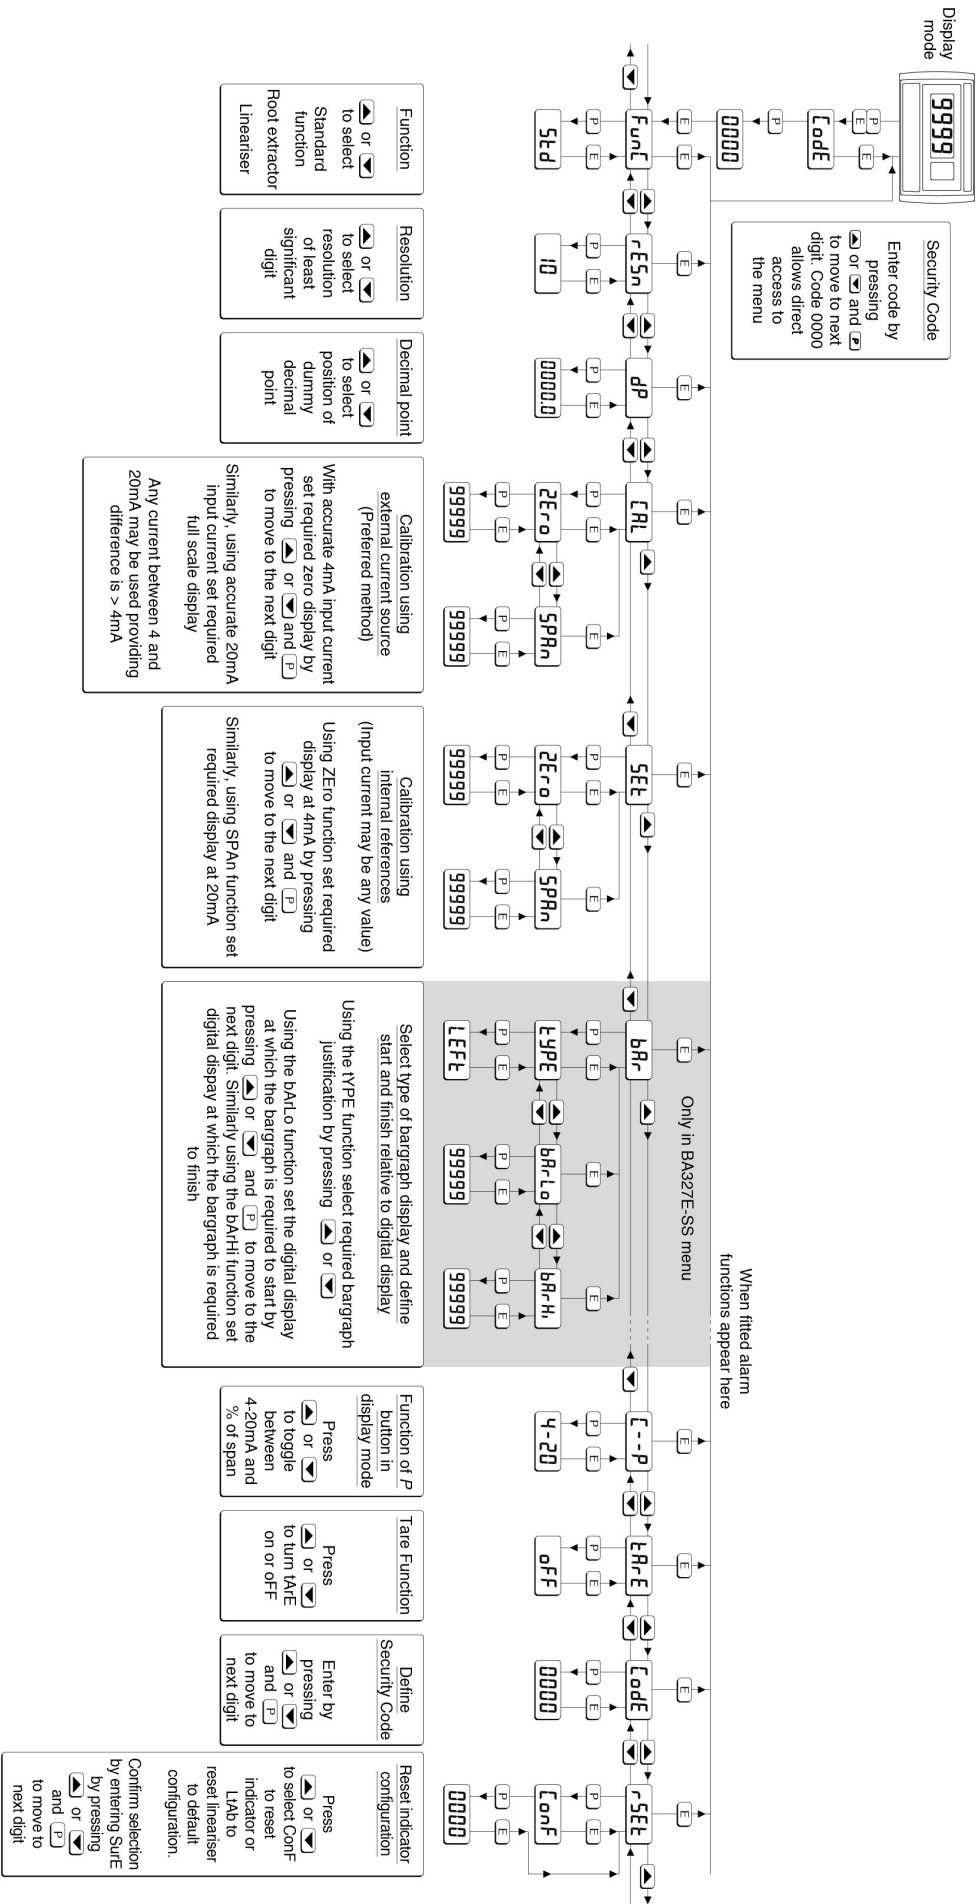 Display
mode
9999
Security Code
Enter code by
pressing
▲ or ▼ and P
to move to next
digit. Code 0000
allows direct
access to
the menu
P
E P
E
CodE
P
0000
When fitted alarm
functions appear here
E
E
E
E
E
E
E
E
E
E
Only in BA327E-SS menu
FunC
rESn
dP
CAL
SEt
bAr
C--P
tArE
CodE
rSEt
P E
Std
P E
10
P E
0000.0
P E
ZEro
E
SPAn
P E
99999
P E
99999
P E
ZEro
E
SPAn
P E
99999
P E
99999
P E
tYPE
E
bArLo
E
bArHi
P E
LEFt
P E
99999
P E
99999
P E
4-20
P E
oFF
P E
0000
P E
ConF
P E
0000
Function
▲ or ▼
to select
Standard
function
Root extractor
Lineariser
Resolution
▲ or ▼
to select
resolution
of least
significant
digit
Decimal point
▲ or ▼
to select
position of
dummy
decimal
point
Calibration using
external current source
(Preferred method)
With accurate 4mA input current
set required zero display by
pressing ▲ or ▼ and P
to move to the next digit
Similarly, using accurate 20mA
input current set required
full scale display
Any current between 4 and
20mA may be used providing
difference is > 4mA
Calibration using
internal references
(Input current may be any value)
Using ZEro function set required
display at 4mA by pressing
▲ or ▼ and P
to move to the next digit
Similarly, using SPAn function set
required display at 20mA
Select type of bargraph display and define
start and finish relative to digital display
Using the tYPE function select required bargraph
justification by pressing ▲ or ▼
Using the bArLo function set the digital display
at which the bargraph is required to start by
pressing ▲ or ▼ and P to move to the
next digit. Similarly using the bArHi function set
digital dispay at which the bargraph is required
to finish
Function of P
button in
display mode
Press
▲ or ▼
to toggle
between
4-20mA and
% of span
Tare Function
Press
▲ or ▼
to turn tArE
on or oFF
Define
Security Code
Enter by
pressing
▲ or ▼
and P
to move to
next digit
Reset indicator
configuration
Press
▲ or ▼
to select ConF
to reset
indicator or
LtAb to
reset lineariser
to default
configuration.
Confirm selection
by entering SurE
by pressing
▲ or ▼
and P
to move to
next digit